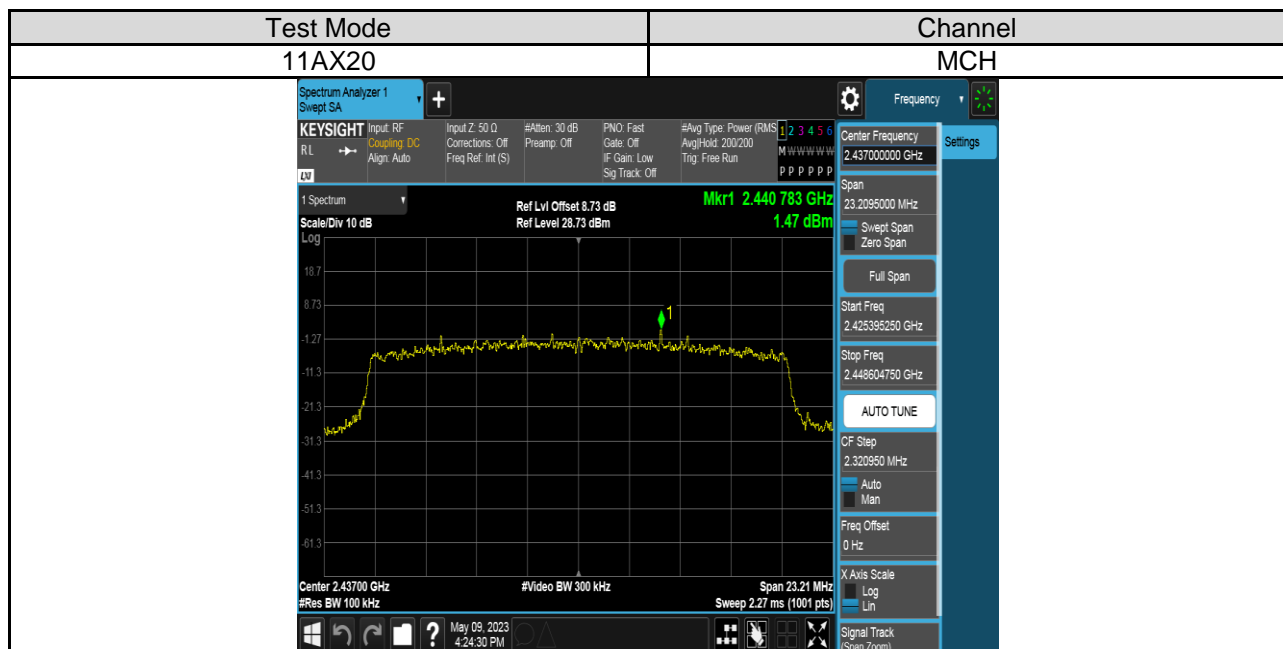 Test Mode Channel
11AX20 MCH
Spectrum Analyzer 1
Swept SA
Frequency
KEYSIGHT
RL
LXI
Input: RF
Coupling: DC
Align: Auto
Input Z: 50 Ω
Corrections: Off
Freq Ref: Int (S)
#Atten: 30 dB
Preamp: Off
PNO: Fast
Gate: Off
IF Gain: Low
Sig Track: Off
#Avg Type: Power (RMS
Avg|Hold: 200/200
Trig: Free Run
1 2 3 4 5 6
M W W W W W
P P P P P P
1 Spectrum
Scale/Div 10 dB
Log
Ref Lvl Offset 8.73 dB
Ref Level 28.73 dBm
Mkr1 2.440 783 GHz
1.47 dBm
18.7
8.73
1
-1.27
-11.3
-21.3
-31.3
-41.3
-51.3
-61.3
Center 2.43700 GHz
#Res BW 100 kHz
#Video BW 300 kHz
Span 23.21 MHz
Sweep 2.27 ms (1001 pts)
Center Frequency
2.437000000 GHz
Settings
Span
23.2095000 MHz
Swept Span
Zero Span
Full Span
Start Freq
2.425395250 GHz
Stop Freq
2.448604750 GHz
AUTO TUNE
CF Step
2.320950 MHz
Auto
Man
Freq Offset
0 Hz
X Axis Scale
Log
Lin
Signal Track
(Span Zoom)
?
May 09, 2023
4:24:30 PM